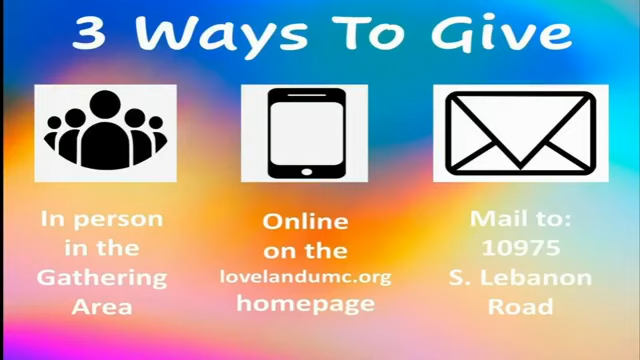 3 Ways To Give
In person
in the
Gathering
Area
Online
on the
lovelandumc.org
homepage
Mail to:
10975
S. Lebanon
Road